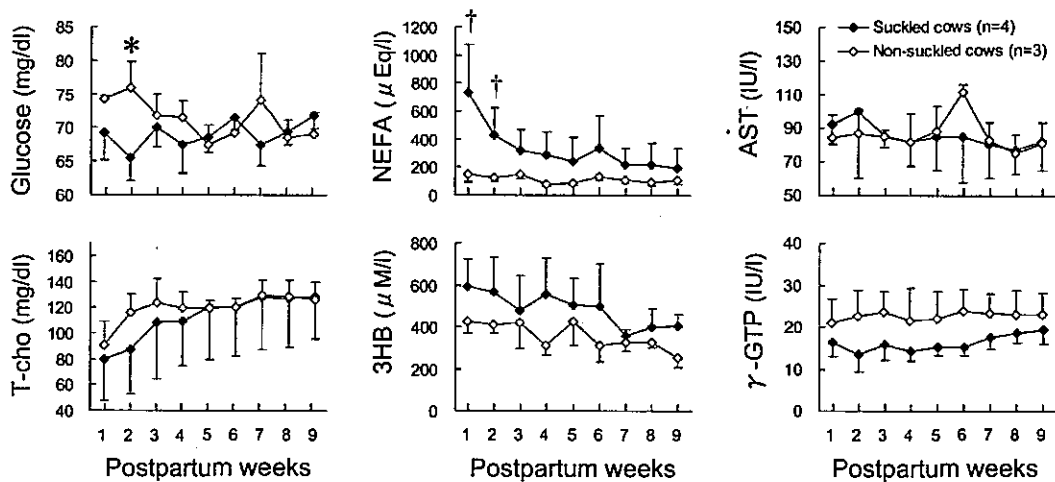 Glucose (mg/dl)
85
80
75
70
65
60
*
NEFA (μ Eq/l)
1200
1000
800
600
400
200
0
†
†
AST (IU/l)
150
130
110
90
70
50
Suckled cows (n=4)
Non-suckled cows (n=3)
T-cho (mg/dl)
160
140
120
100
80
60
40
1 2 3 4 5 6 7 8 9
Postpartum weeks
3HB (μ M/l)
800
600
400
200
0
1 2 3 4 5 6 7 8 9
Postpartum weeks
γ-GTP (IU/l)
40
30
20
10
0
1 2 3 4 5 6 7 8 9
Postpartum weeks